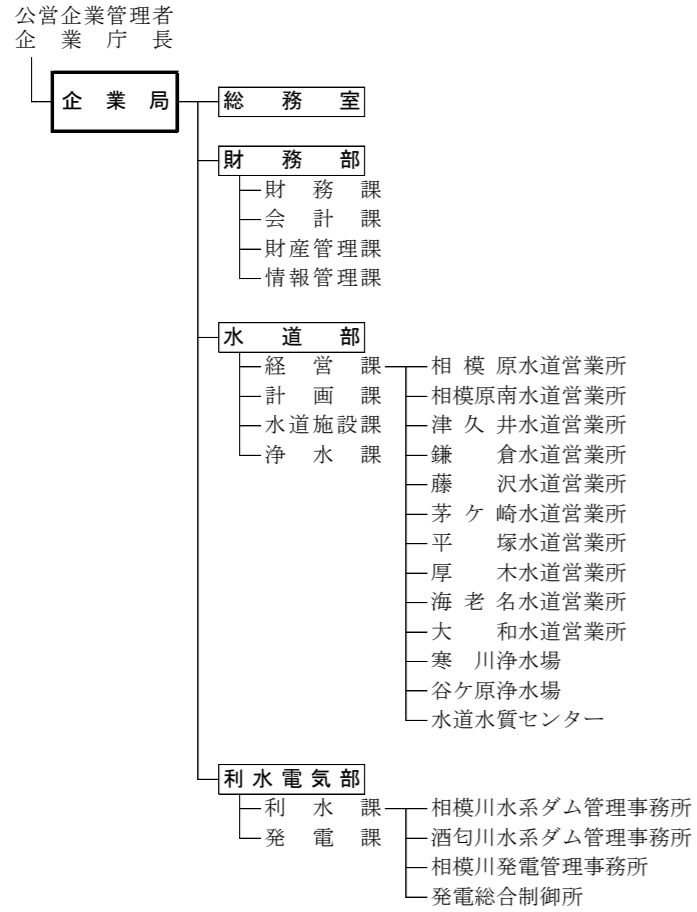 公営企業管理者
企業庁長
企業局
総務室
財務部
財務課
会計課
財産管理課
情報管理課
水道部
経営課
計画課
水道施設課
浄水課
相模原水道営業所
相模原南水道営業所
津久井水道営業所
鎌倉水道営業所
藤沢水道営業所
茅ケ崎水道営業所
平塚水道営業所
厚木水道営業所
海老名水道営業所
大和水道営業所
寒川浄水場
谷ケ原浄水場
水道水質センター
利水電気部
利水課
発電課
相模川水系ダム管理事務所
酒匂川水系ダム管理事務所
相模川発電管理事務所
発電総合制御所